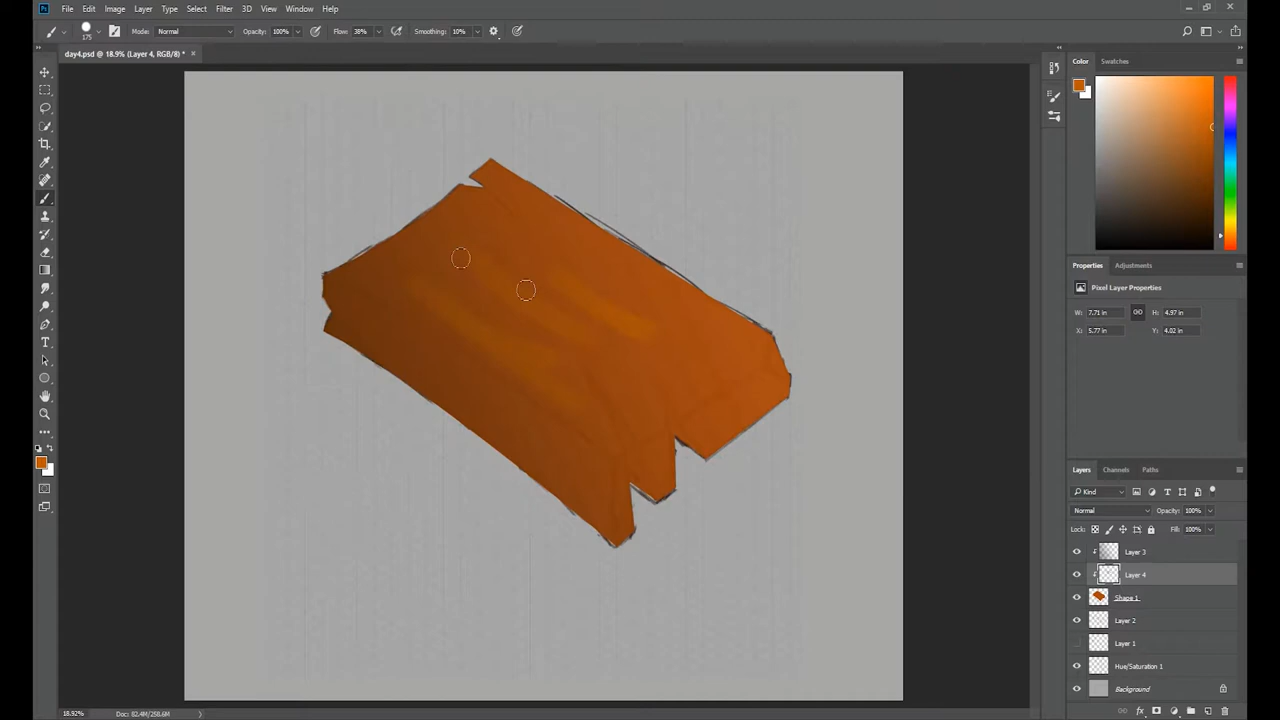 Ps File Edit Image Layer Type Select Filter 3D View Window Help
175 Mode: Normal Opacity: 100% Flow: 38% Smoothing: 10%
day4.psd @ 18.9% (Layer 4, RGB/8) * ×
Color Swatches
Properties Adjustments
Pixel Layer Properties
W: 7.71 in H: 4.97 in
X: 5.77 in Y: 4.02 in
Layers Channels Paths
Kind
Normal Opacity: 100%
Lock: Fill: 100%
Layer 3
Layer 4
Shape 1
Layer 2
Layer 1
Hue/Saturation 1
Background
18.92% Doc: 82.4M/258.6M